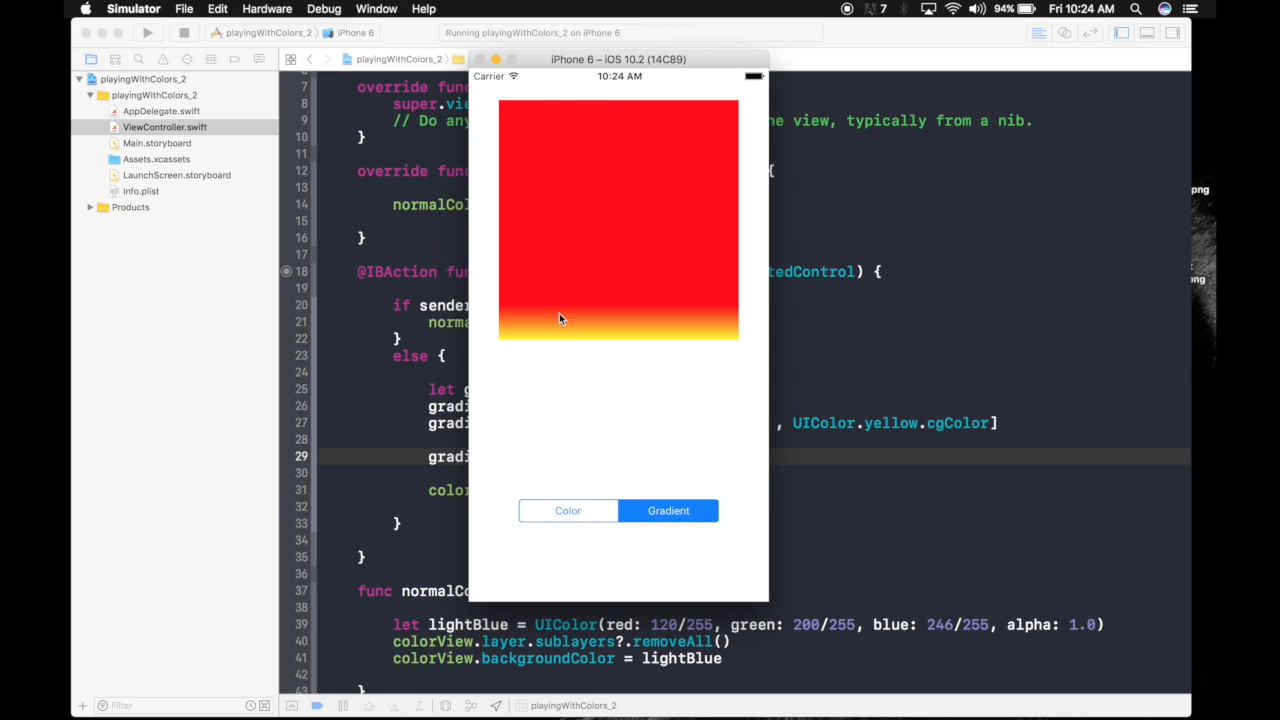 Simulator File Edit Hardware Debug Window Help 7 94% Fri 10:24 AM
playingWithColors_2 iPhone 6 Running playingWithColors_2 on iPhone 6
playingWithColors_2
iPhone 6 – iOS 10.2 (14C89)
Carrier 10:24 AM
playingWithColors_2
playingWithColors_2
AppDelegate.swift
ViewController.swift
Main.storyboard
Assets.xcassets
LaunchScreen.storyboard
Info.plist
Products
7 override func
8 super.vie
9 // Do any he view, typically from a nib.
10 }
11
12 override func {
13
14 normalCol
15
16 }
17
18 @IBAction fun tedControl) {
19
20 if sender
21 norma
22 }
23 else {
24
25 let g
26 gradi
27 gradi , UIColor.yellow.cgColor]
28
29 gradi
30
31 color
32
33 }
34
35 }
36
37 func normalCo
38
39 let lightBlue = UIColor(red: 120/255, green: 200/255, blue: 246/255, alpha: 1.0)
40 colorView.layer.sublayers?.removeAll()
41 colorView.backgroundColor = lightBlue
42
43 }
Color Gradient
png
ng
Filter
playingWithColors_2